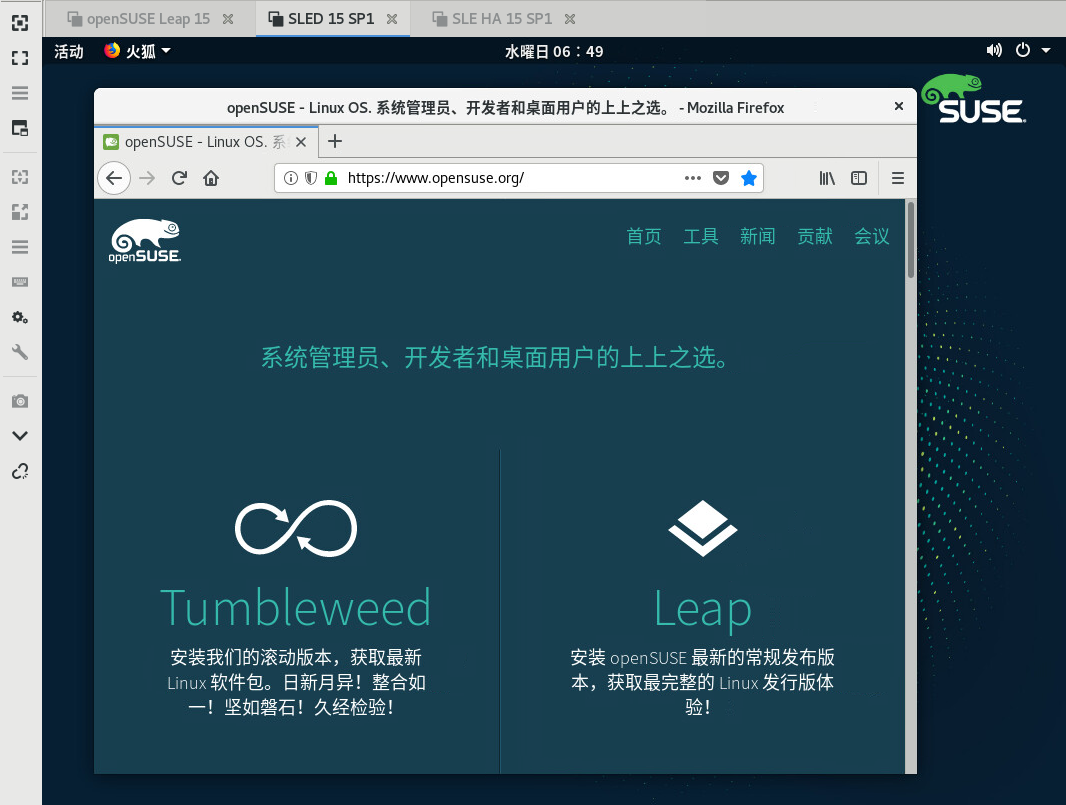 openSUSE Leap 15
SLED 15 SP1
SLE HA 15 SP1
活动
火狐
水曜日 06：49
SUSE
openSUSE - Linux OS. 系统管理员、开发者和桌面用户的上上之选。 - Mozilla Firefox
openSUSE - Linux OS. 系
https://www.opensuse.org/
openSUSE
首页 工具 新闻 贡献 会议
系统管理员、开发者和桌面用户的上上之选。
Tumbleweed
安装我们的滚动版本，获取最新
Linux 软件包。日新月异！整合如
一！坚如磐石！久经检验！
Leap
安装 openSUSE 最新的常规发布版
本，获取最完整的 Linux 发行版体
验！